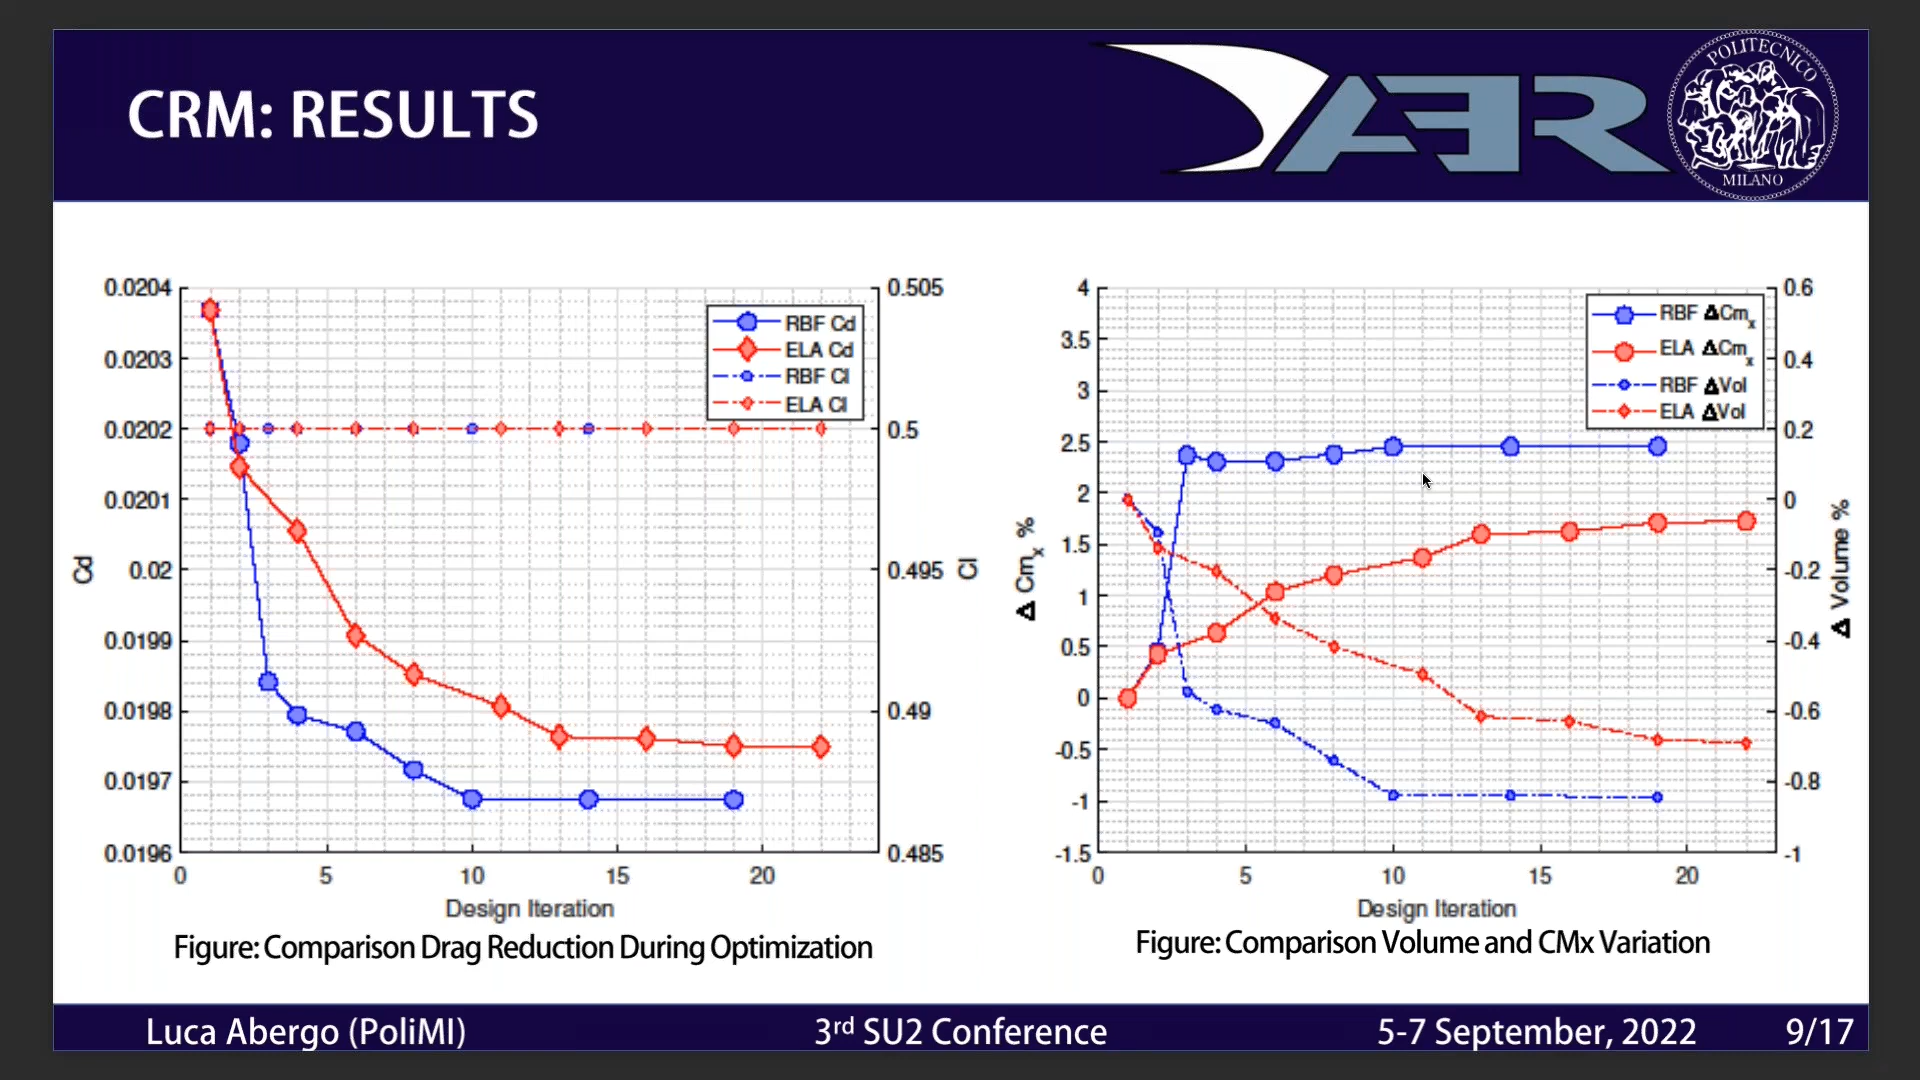 CRM: RESULTS
POLITECNICO
MILANO
0.0204
0.0203
0.0202
0.0201
0.02
0.0199
0.0198
0.0197
0.0196
Cd
0.505
0.5
0.495
0.49
0.485
Cl
RBF Cd
ELA Cd
RBF Cl
ELA Cl
0 5 10 15 20
Design Iteration
Figure: Comparison Drag Reduction During Optimization
4
3.5
3
2.5
2
1.5
1
0.5
0
-0.5
-1
-1.5
Δ Cmx %
0.6
0.4
0.2
0
-0.2
-0.4
-0.6
-0.8
-1
Δ Volume %
RBF ΔCmx
ELA ΔCmx
RBF ΔVol
ELA ΔVol
0 5 10 15 20
Design Iteration
Figure: Comparison Volume and CMx Variation
Luca Abergo (PoliMI) 3rd SU2 Conference 5-7 September, 2022 9/17